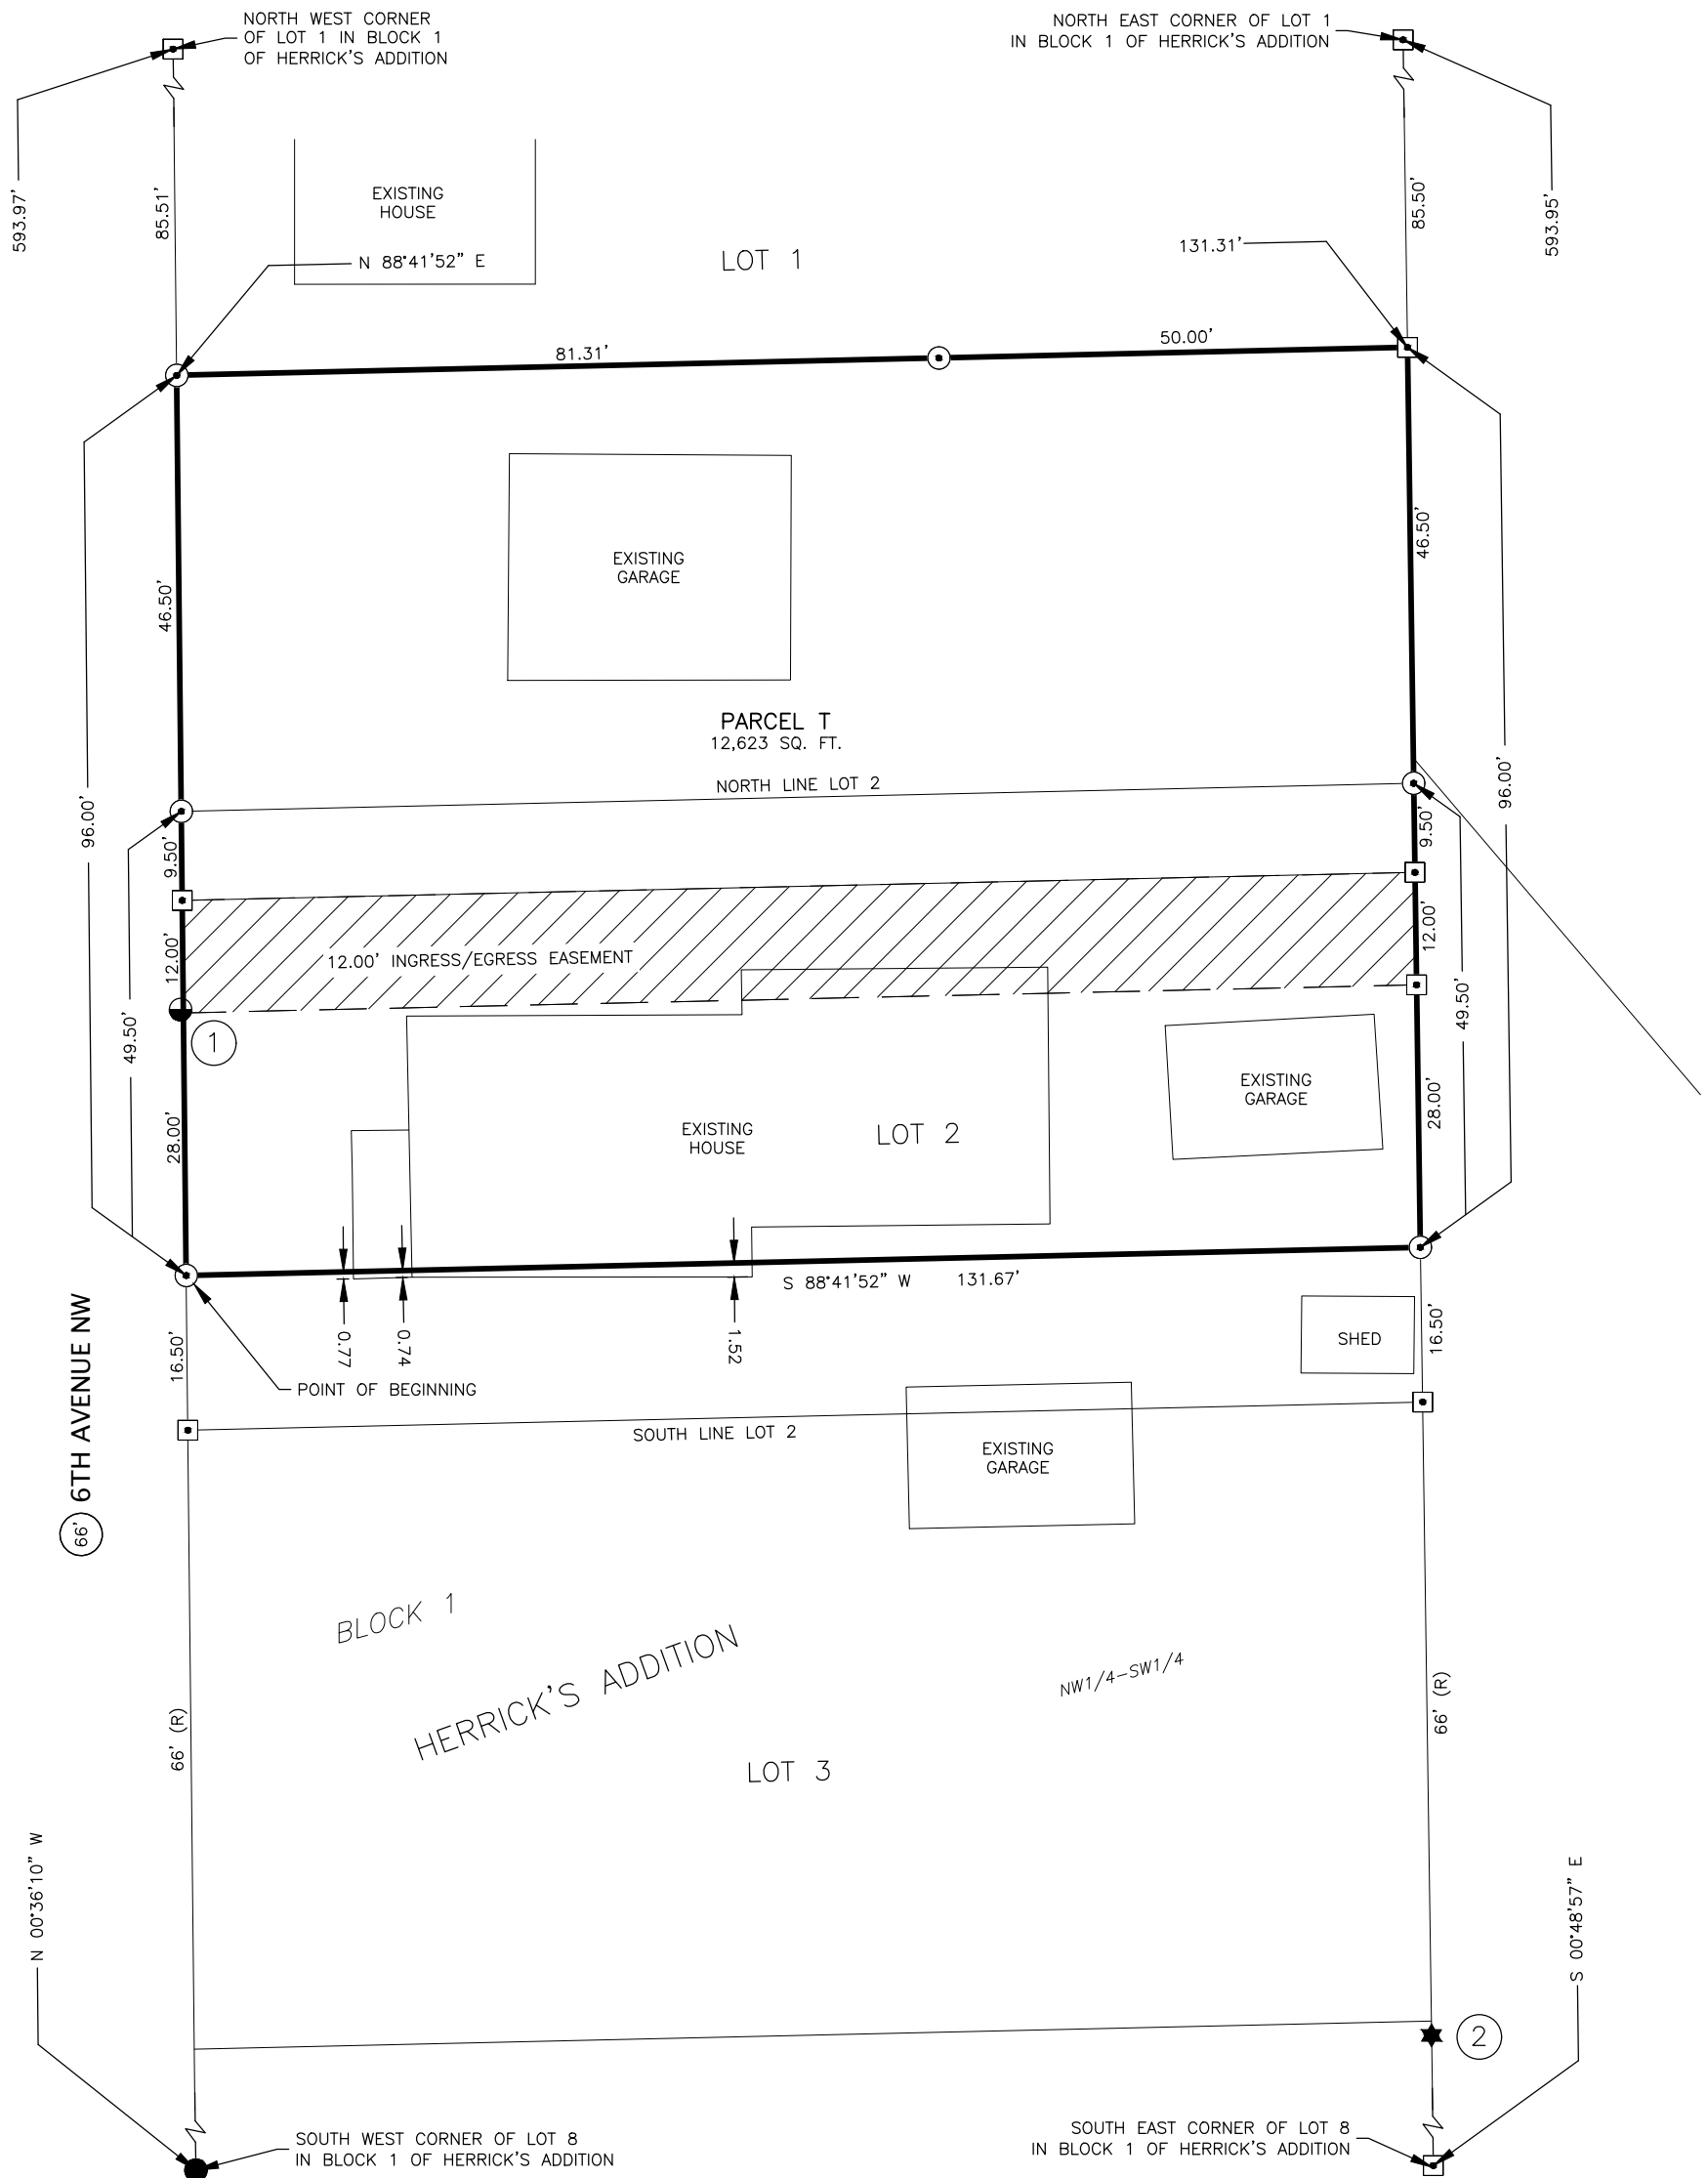 NORTH WEST CORNER
OF LOT 1 IN BLOCK 1
OF HERRICK'S ADDITION
NORTH EAST CORNER OF LOT 1
IN BLOCK 1 OF HERRICK'S ADDITION
593.97'
85.51'
EXISTING
HOUSE
85.50'
593.95'
N 88°41'52" E
LOT 1
131.31'
81.31'
50.00'
46.50'
EXISTING
GARAGE
46.50'
PARCEL T
12,623 SQ. FT.
NORTH LINE LOT 2
96.00'
9.50'
9.50'
96.00'
12.00'
12.00' INGRESS/EGRESS EASEMENT
12.00'
49.50'
1
49.50'
28.00'
EXISTING
HOUSE
LOT 2
EXISTING
GARAGE
28.00'
S 88°41'52" W 131.67'
0.77
0.74
1.52
16.50'
SHED
16.50'
POINT OF BEGINNING
66' 6TH AVENUE NW
SOUTH LINE LOT 2
EXISTING
GARAGE
BLOCK 1
HERRICK'S ADDITION
NW1/4-SW1/4
66' (R)
66' (R)
LOT 3
N 00°36'10" W
S 00°48'57" E
2
SOUTH WEST CORNER OF LOT 8
IN BLOCK 1 OF HERRICK'S ADDITION
SOUTH EAST CORNER OF LOT 8
IN BLOCK 1 OF HERRICK'S ADDITION